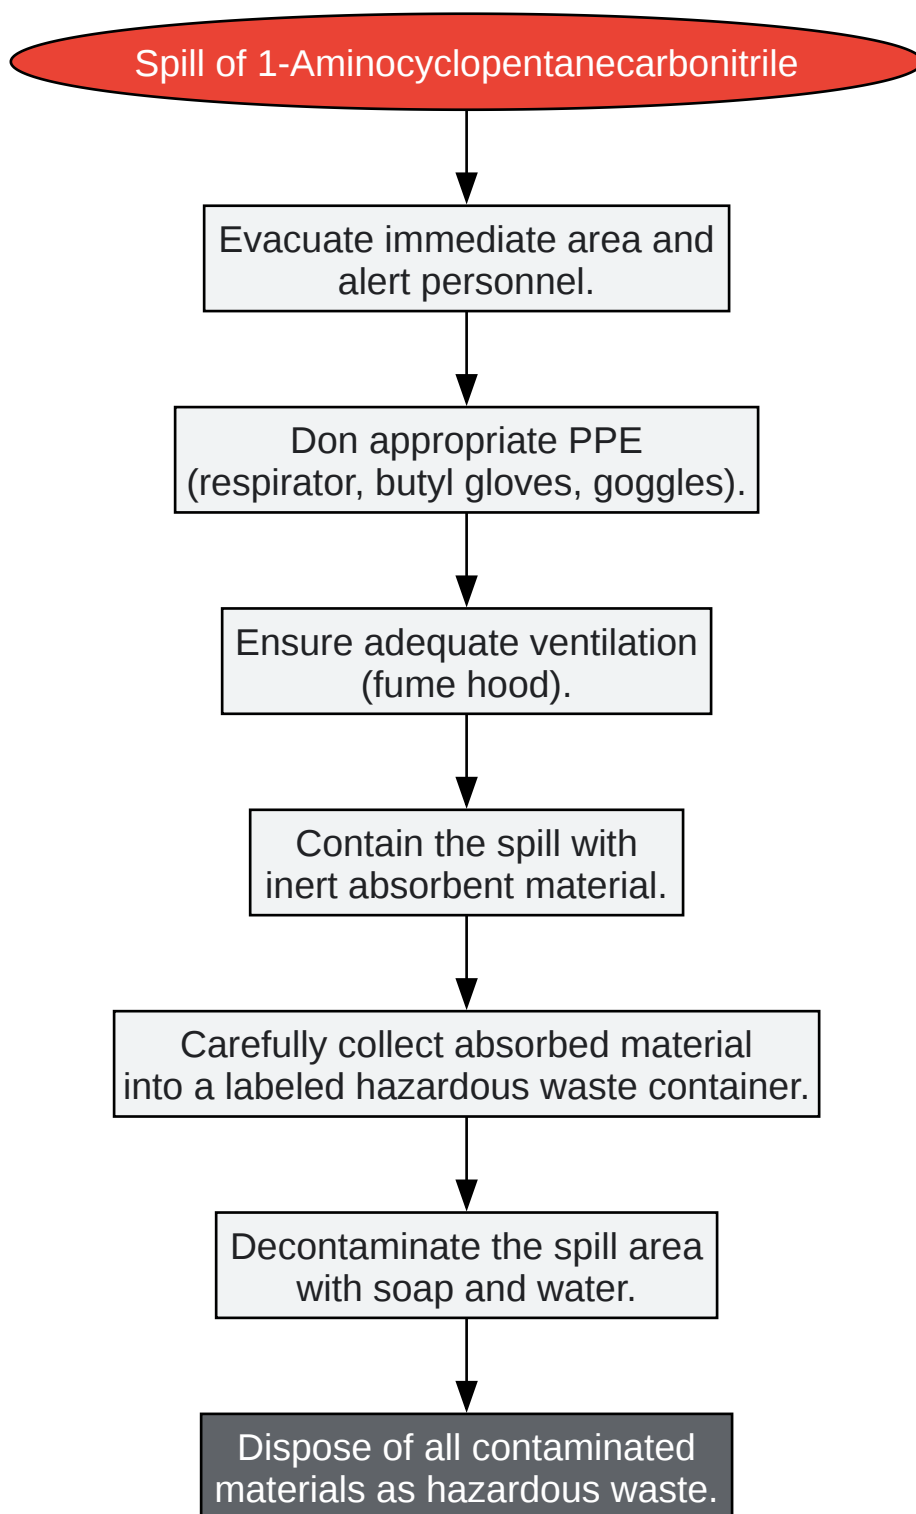 Spill of 1-Aminocyclopentanecarbonitrile
Evacuate immediate area and
alert personnel.
Don appropriate PPE
(respirator, butyl gloves, goggles).
Ensure adequate ventilation
(fume hood).
Contain the spill with
inert absorbent material.
Carefully collect absorbed material
into a labeled hazardous waste container.
Decontaminate the spill area
with soap and water.
Dispose of all contaminated
materials as hazardous waste.